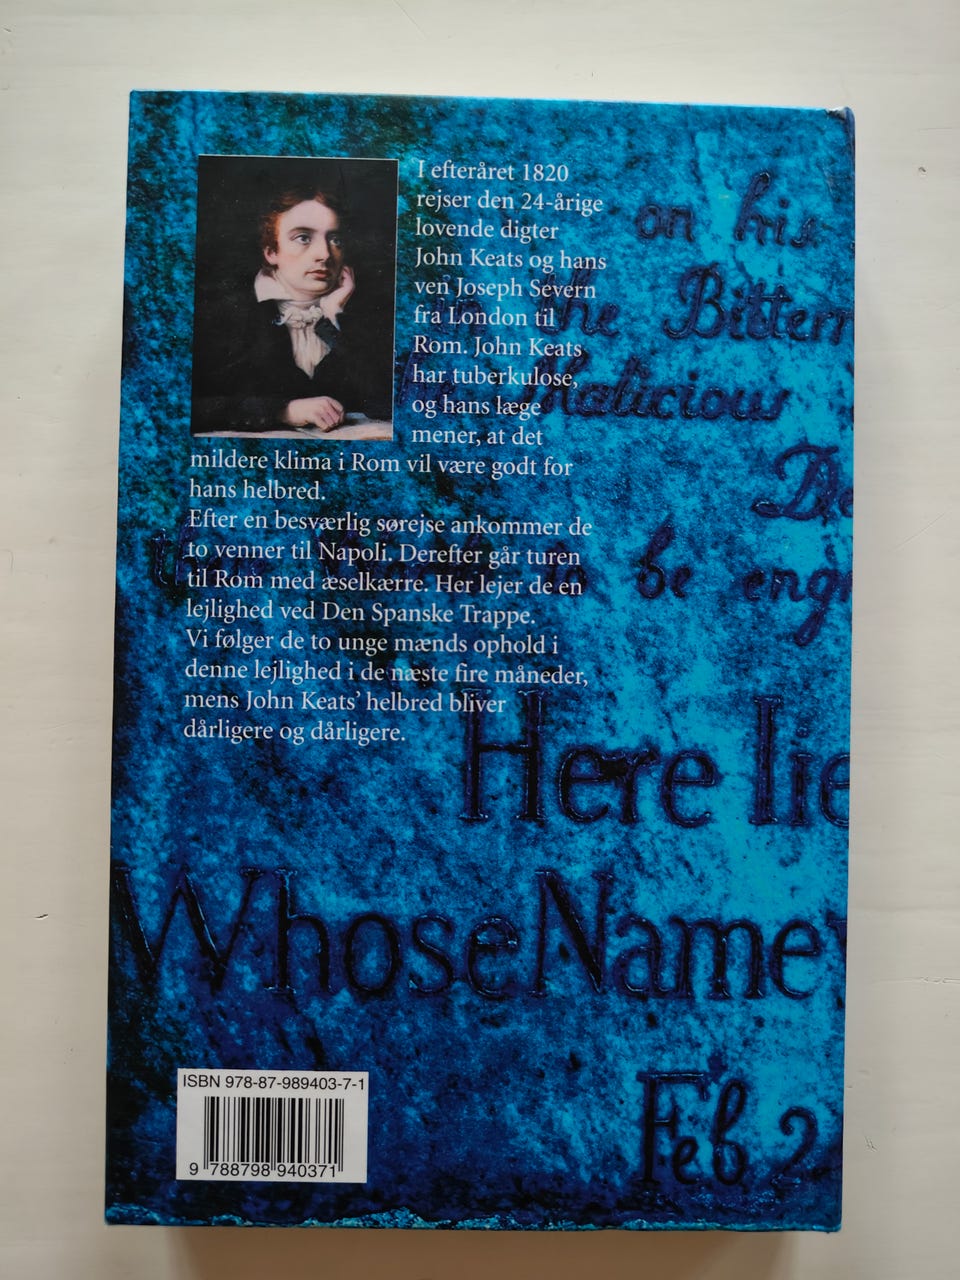 I efteråret 1820
rejser den 24-årige
lovende digter
John Keats og hans
ven Joseph Severn
fra London til
Rom. John Keats
har tuberkulose,
og hans læge
mener, at det
mildere klima i Rom vil være godt for
hans helbred.
Efter en besværlig sørejse ankommer de
to venner til Napoli. Derefter går turen
til Rom med æselkærre. Her lejer de en
lejlighed ved Den Spanske Trappe.
Vi følger de to unge mænds ophold i
denne lejlighed i de næste fire måneder,
mens John Keats’ helbred bliver
dårligere og dårligere.
on his
the Bittern
Malicious
De
be engr
Here lie
Whose Name
Feb 2
ISBN 978-87-989403-7-1
9 788798 940371